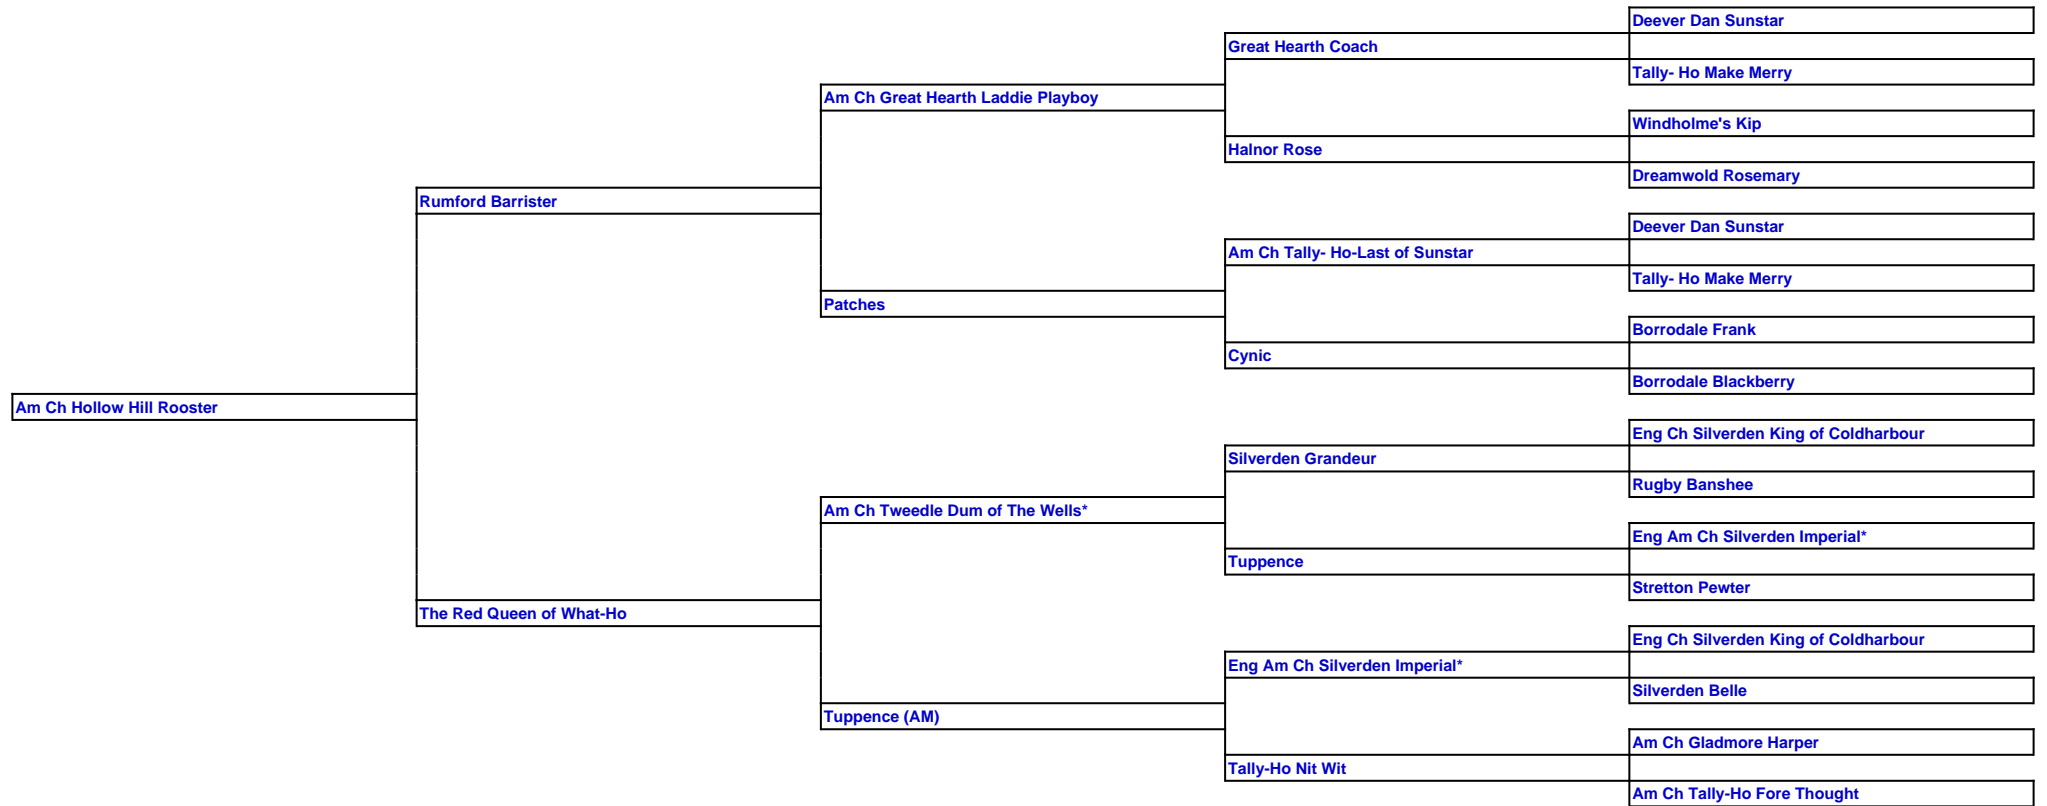 Deever Dan Sunstar
Great Hearth Coach
Tally- Ho Make Merry
Am Ch Great Hearth Laddie Playboy
Windholme's Kip
Halnor Rose
Dreamwold Rosemary
Rumford Barrister
Deever Dan Sunstar
Am Ch Tally- Ho-Last of Sunstar
Tally- Ho Make Merry
Patches
Borrodale Frank
Cynic
Borrodale Blackberry
Am Ch Hollow Hill Rooster
Eng Ch Silverden King of Coldharbour
Silverden Grandeur
Rugby Banshee
Am Ch Tweedle Dum of The Wells*
Eng Am Ch Silverden Imperial*
Tuppence
Stretton Pewter
The Red Queen of What-Ho
Eng Ch Silverden King of Coldharbour
Eng Am Ch Silverden Imperial*
Silverden Belle
Tuppence (AM)
Am Ch Gladmore Harper
Tally-Ho Nit Wit
Am Ch Tally-Ho Fore Thought